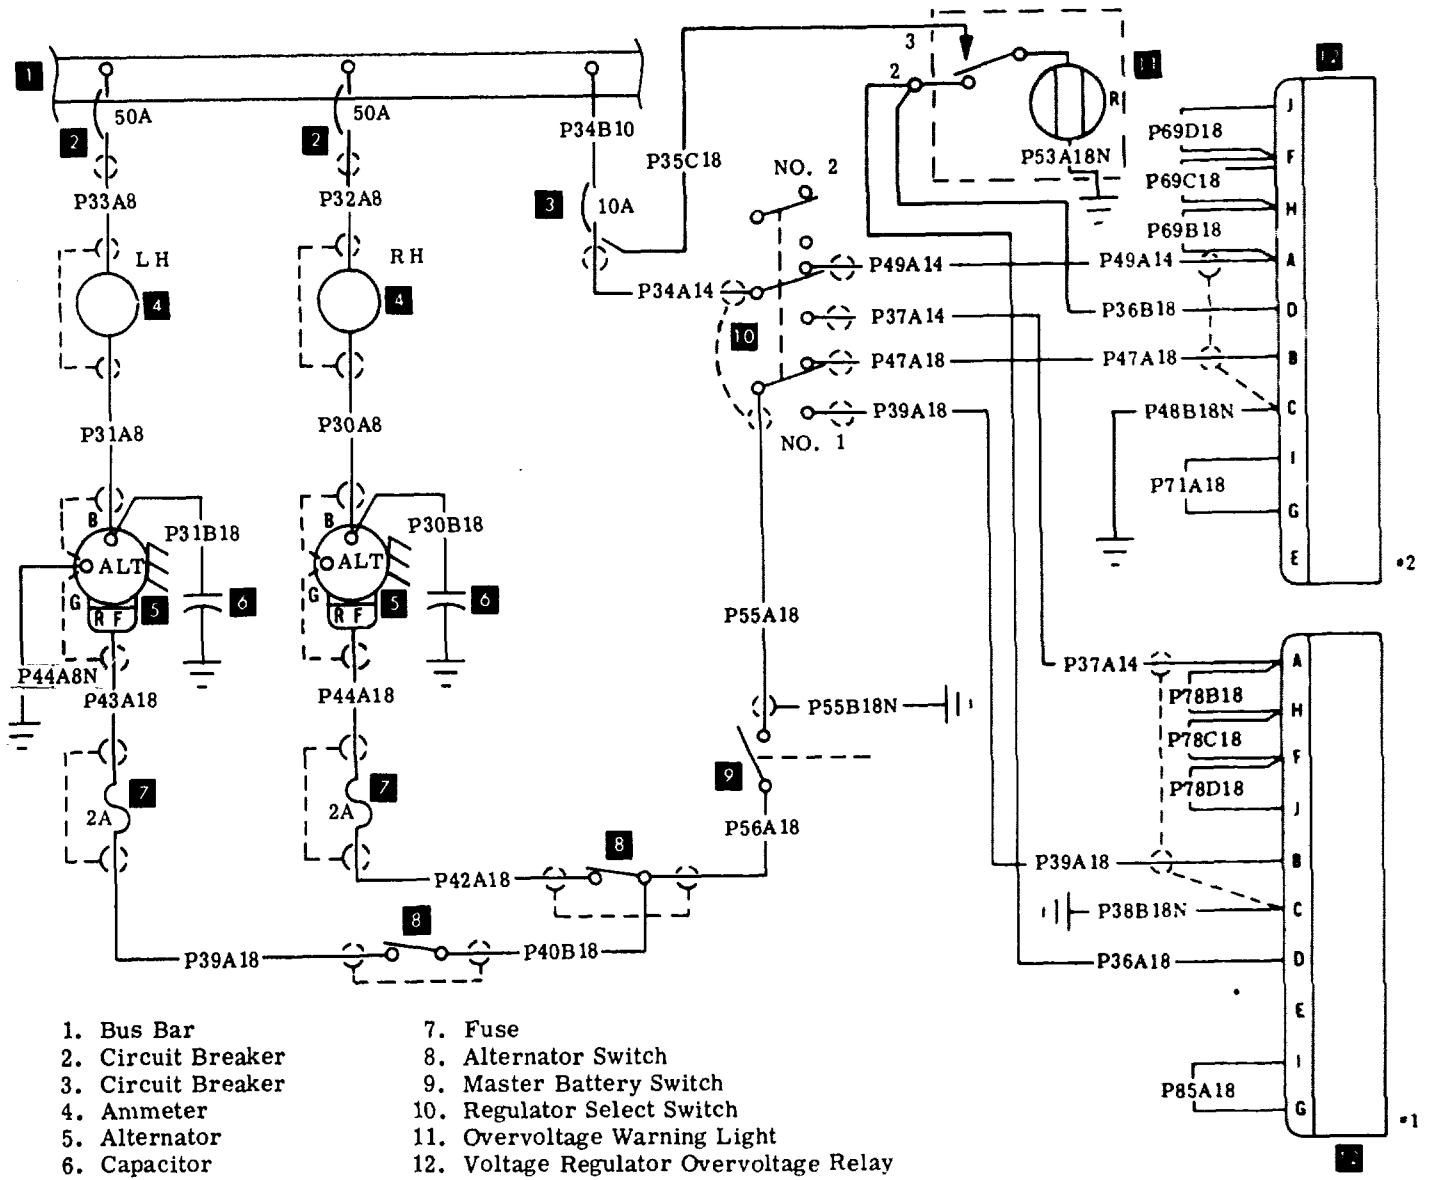 1
50A
2
P33A8
LH
4
P31A8
B
ALT
G
R F
5
P31B18
6
P44A8N
P43A18
7
2A
P39A18
50A
2
P32A8
RH
4
P30A8
B
ALT
G
R F
5
P30B18
6
P44A18
7
2A
P42A18
8
8
P40B18
P34B10
3
10A
P35C18
P34A14
NO. 2
10
NO. 1
P55A18
P55B18N
9
P56A18
3
2
R
11
P53A18N
P49A14
P37A14
P47A18
P39A18
12
P69D18
P69C18
P69B18
P49A14
P36B18
P47A18
P48B18N
P71A18
J
F
H
A
D
B
C
I
G
E
*2
P37A14
P78B18
P78C18
P78D18
P39A18
P38B18N
P36A18
P85A18
A
H
F
J
B
C
D
E
I
G
*1
12
1. Bus Bar
2. Circuit Breaker
3. Circuit Breaker
4. Ammeter
5. Alternator
6. Capacitor
7. Fuse
8. Alternator Switch
9. Master Battery Switch
10. Regulator Select Switch
11. Overvoltage Warning Light
12. Voltage Regulator Overvoltage Relay